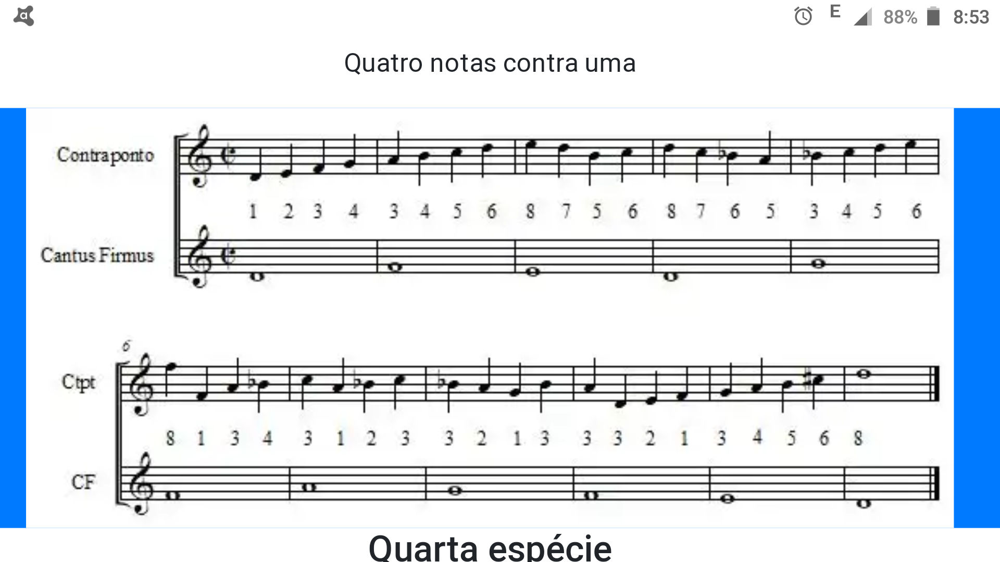 E 88% 8:53
Quatro notas contra uma
Contraponto
1 2 3 4 3 4 5 6 8 7 5 6 8 7 6 5 3 4 5 6
Cantus Firmus
6
Ctpt
8 1 3 4 3 1 2 3 3 2 1 3 3 3 2 1 3 4 5 6 8
CF
Quarta espécie